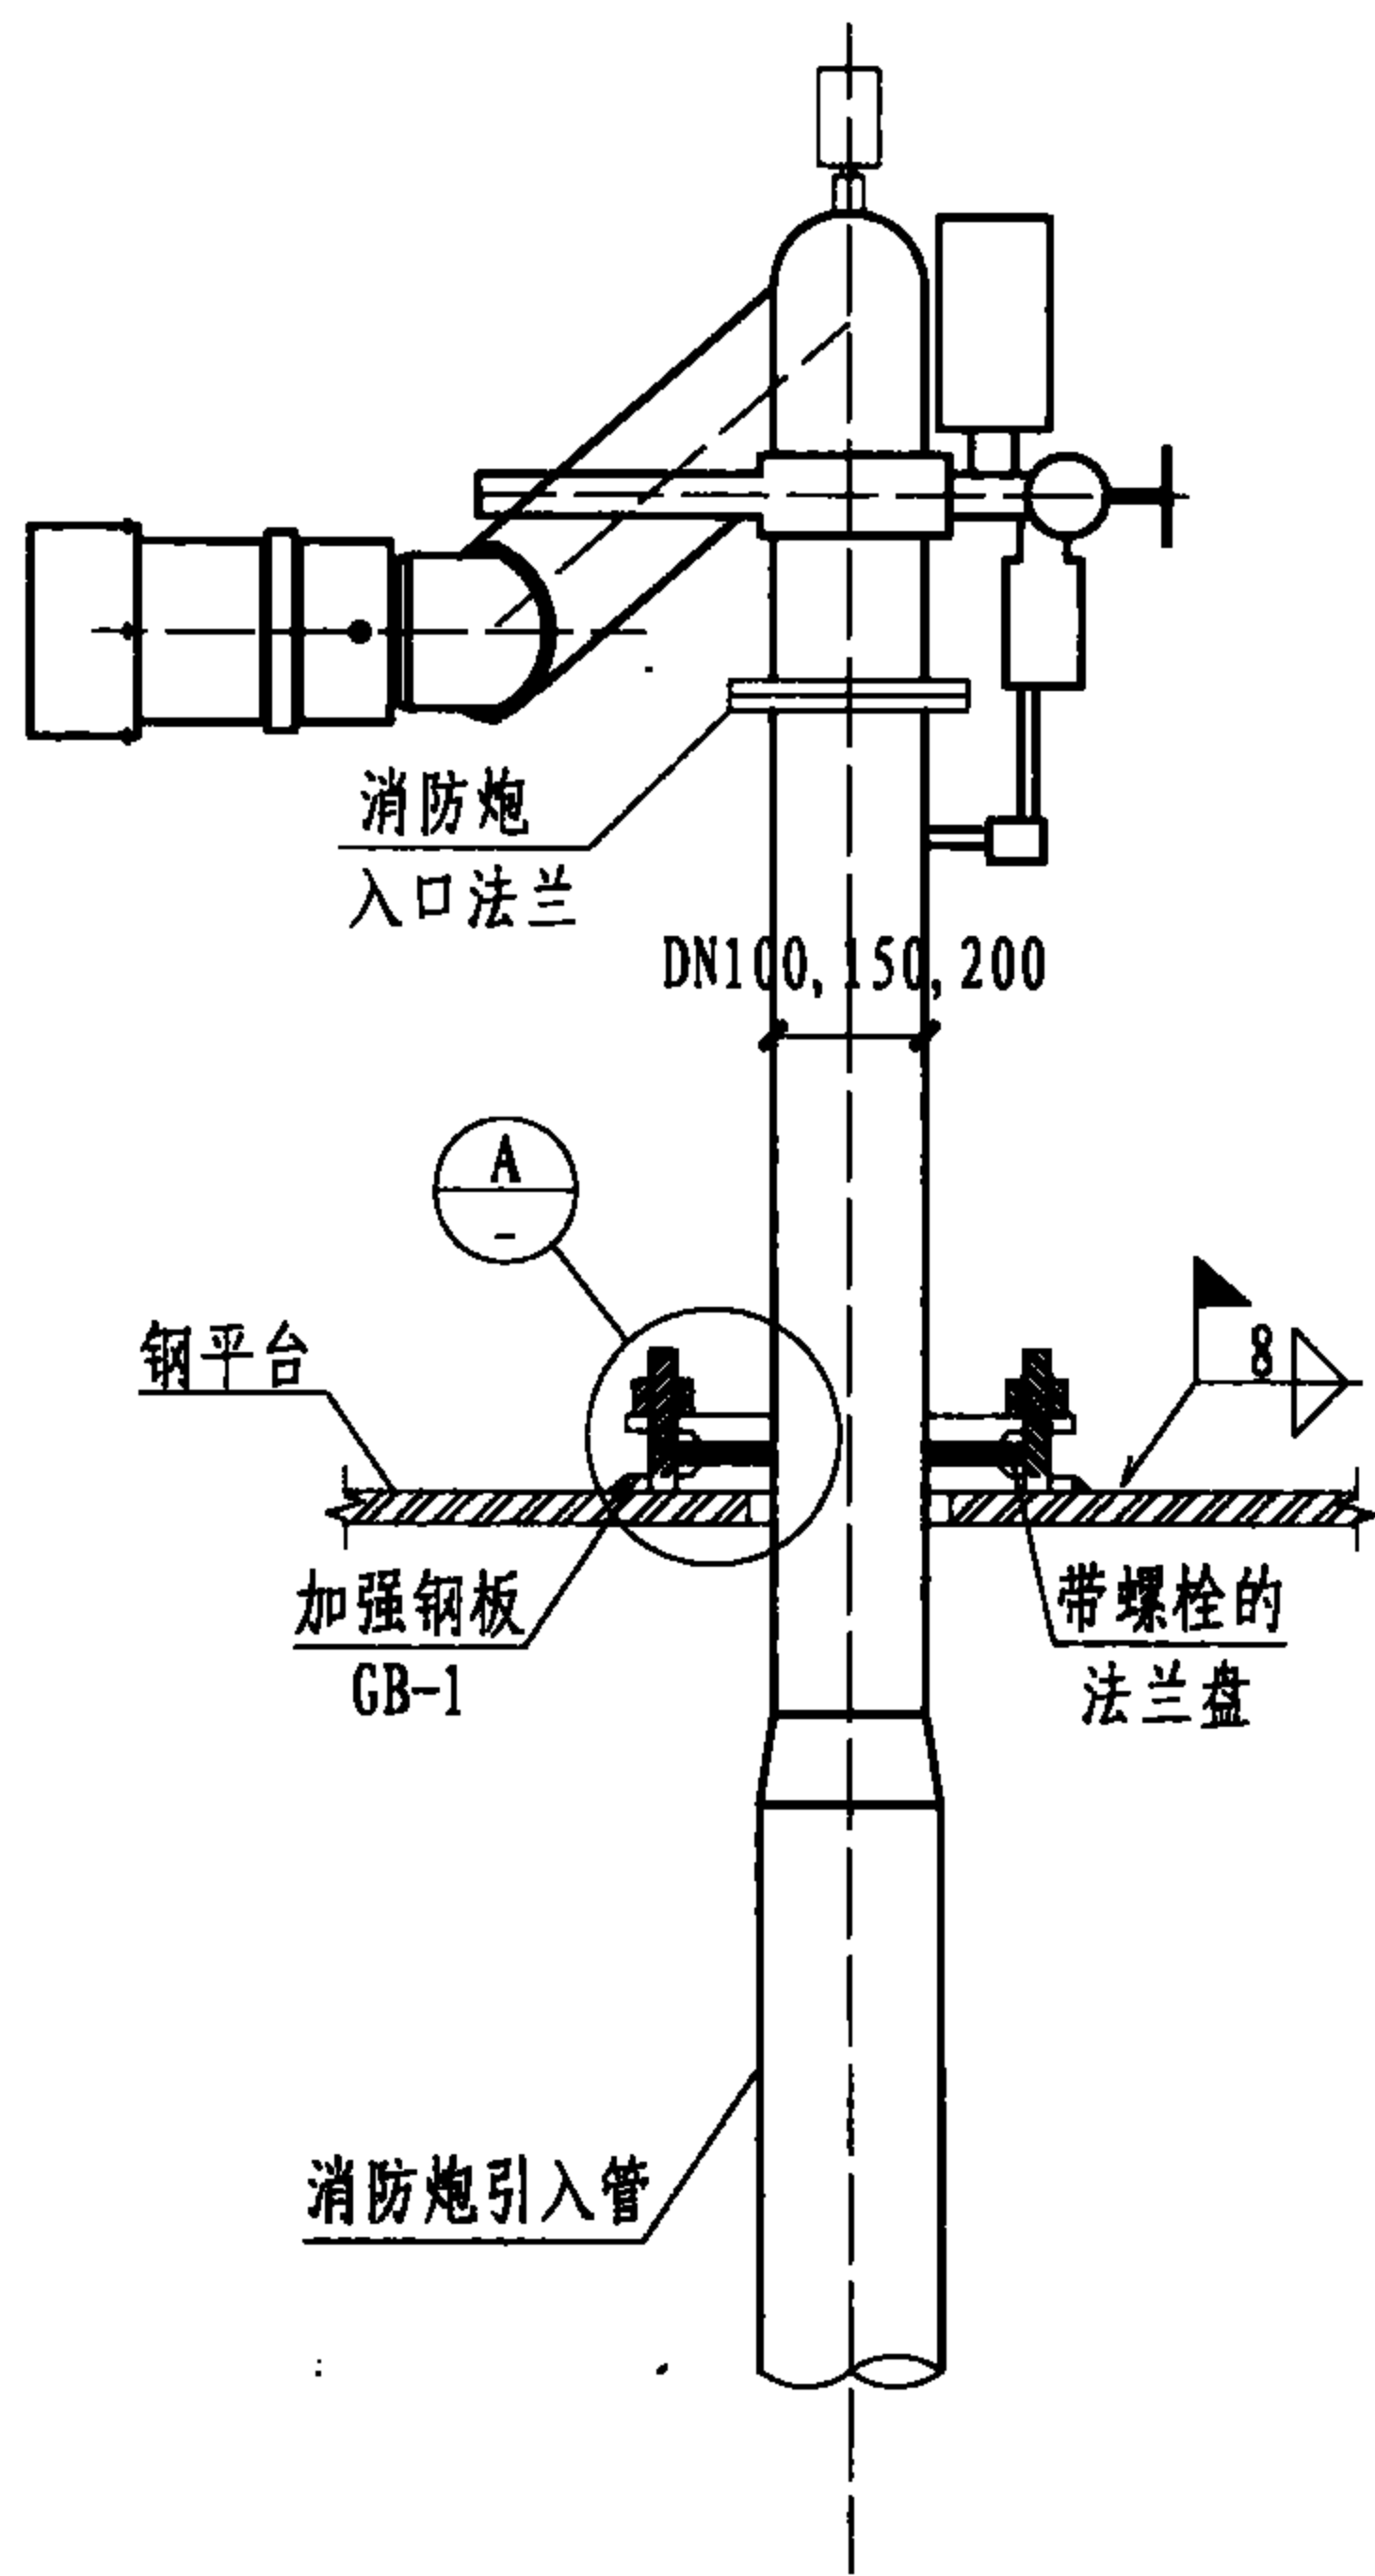 消防炮
入口法兰
DN100,150,200
A
-
8
钢平台
加强钢板
GB-1
带螺栓的
法兰盘
消防炮引入管